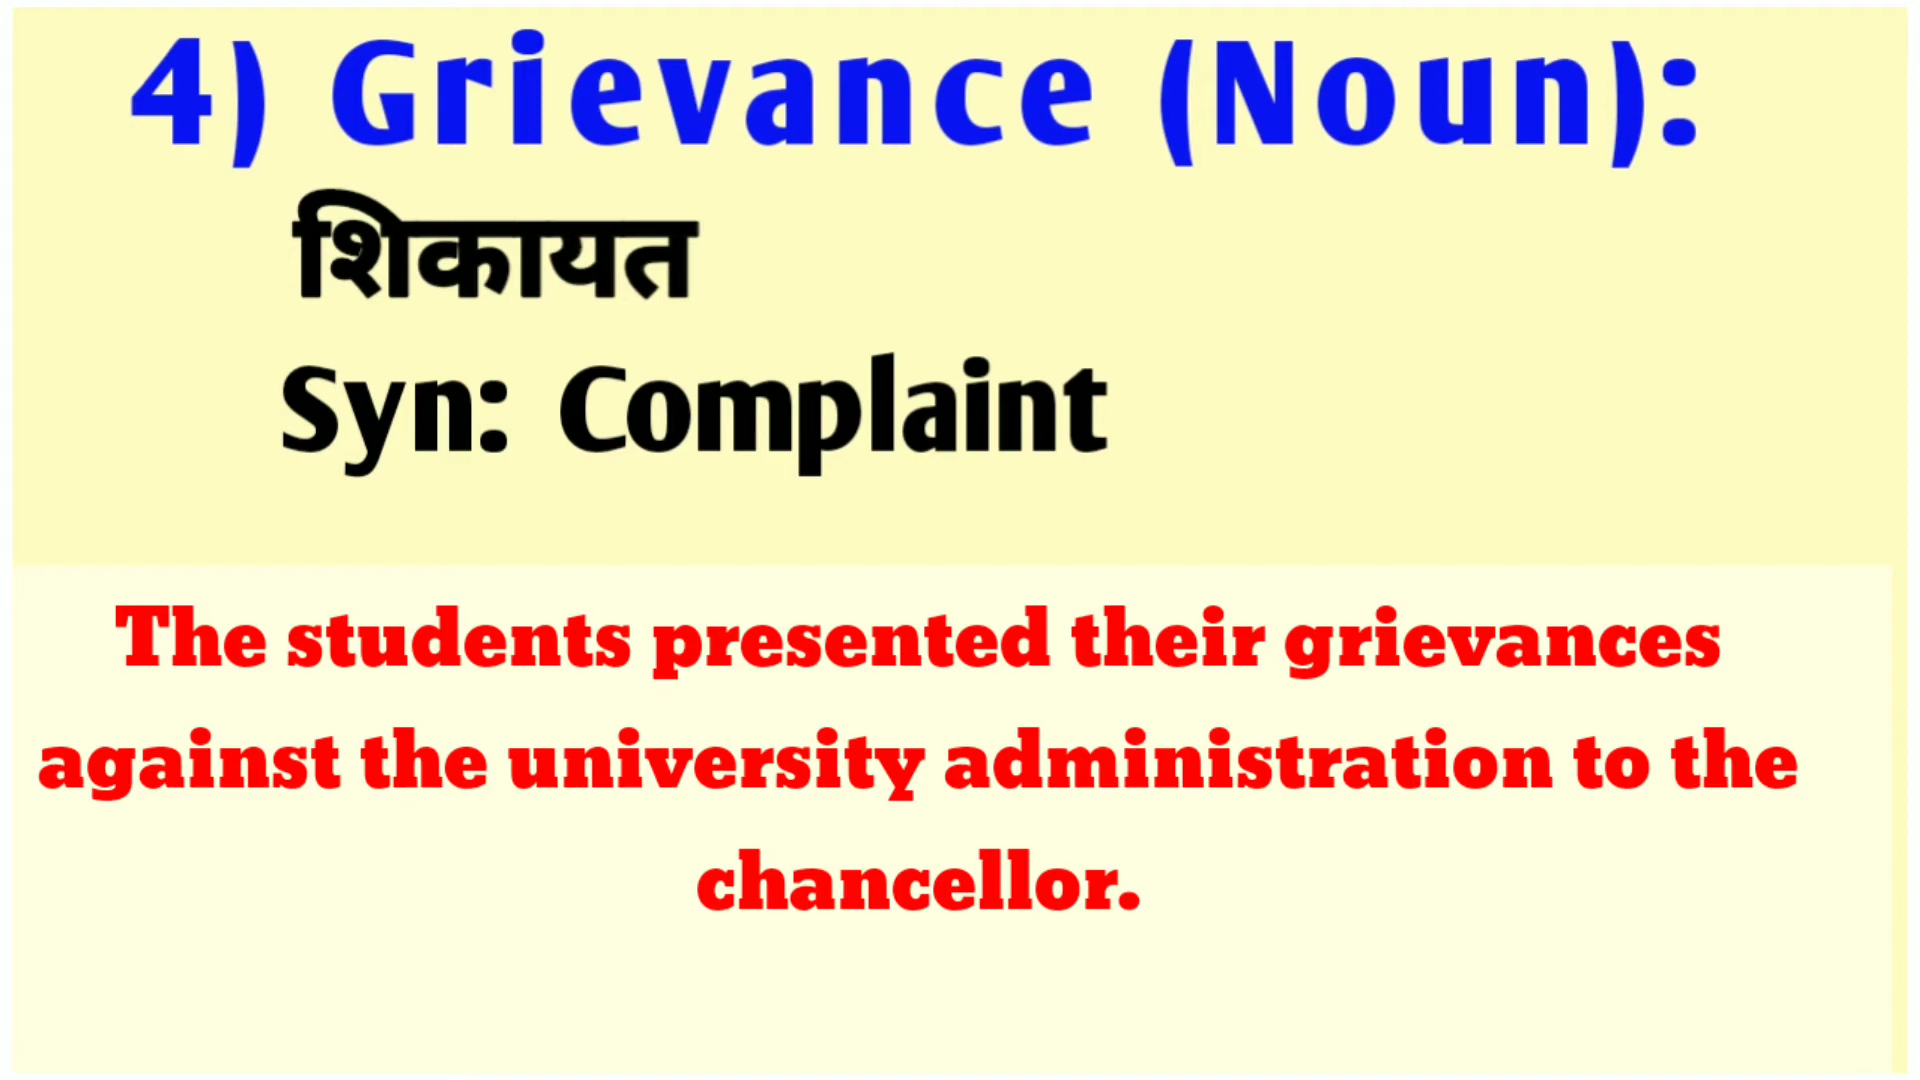 4) Grievance (Noun):
शिकायत
Syn: Complaint
The students presented their grievances
against the university administration to the
chancellor.